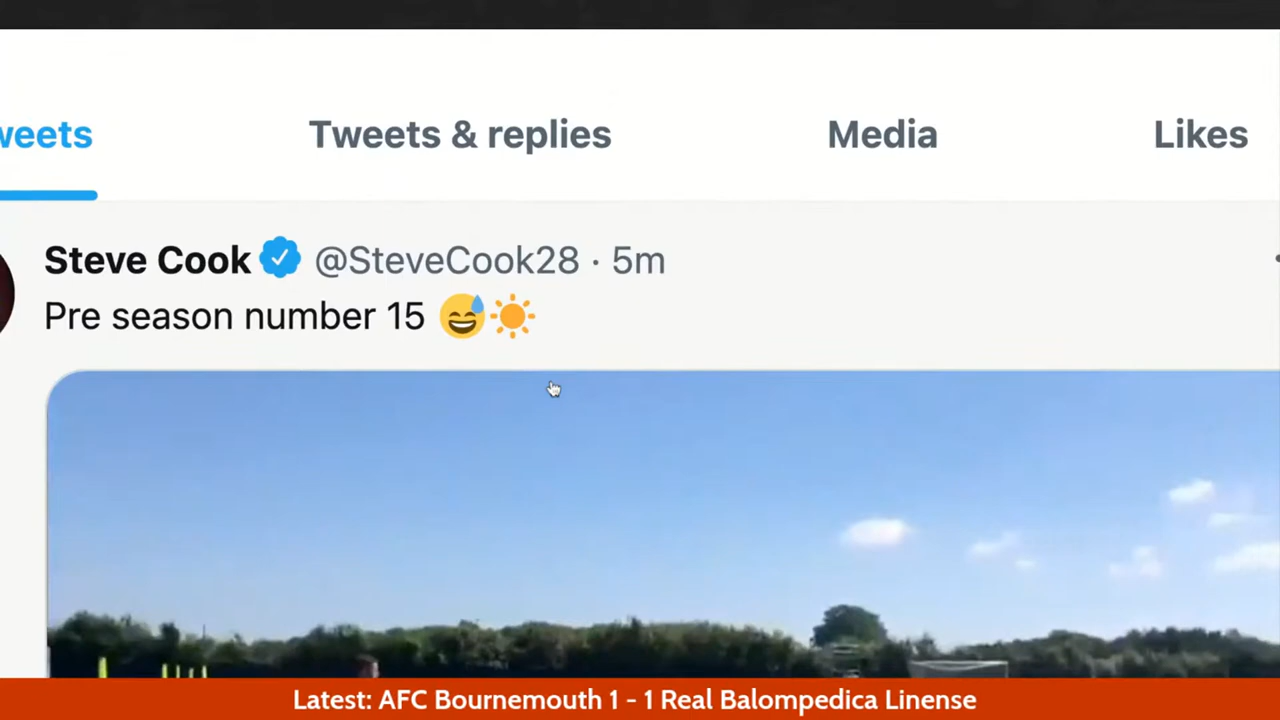 weets Tweets & replies Media Likes
Steve Cook @SteveCook28 · 5m
Pre season number 15 😅☀️
Latest: AFC Bournemouth 1 - 1 Real Balompedica Linense